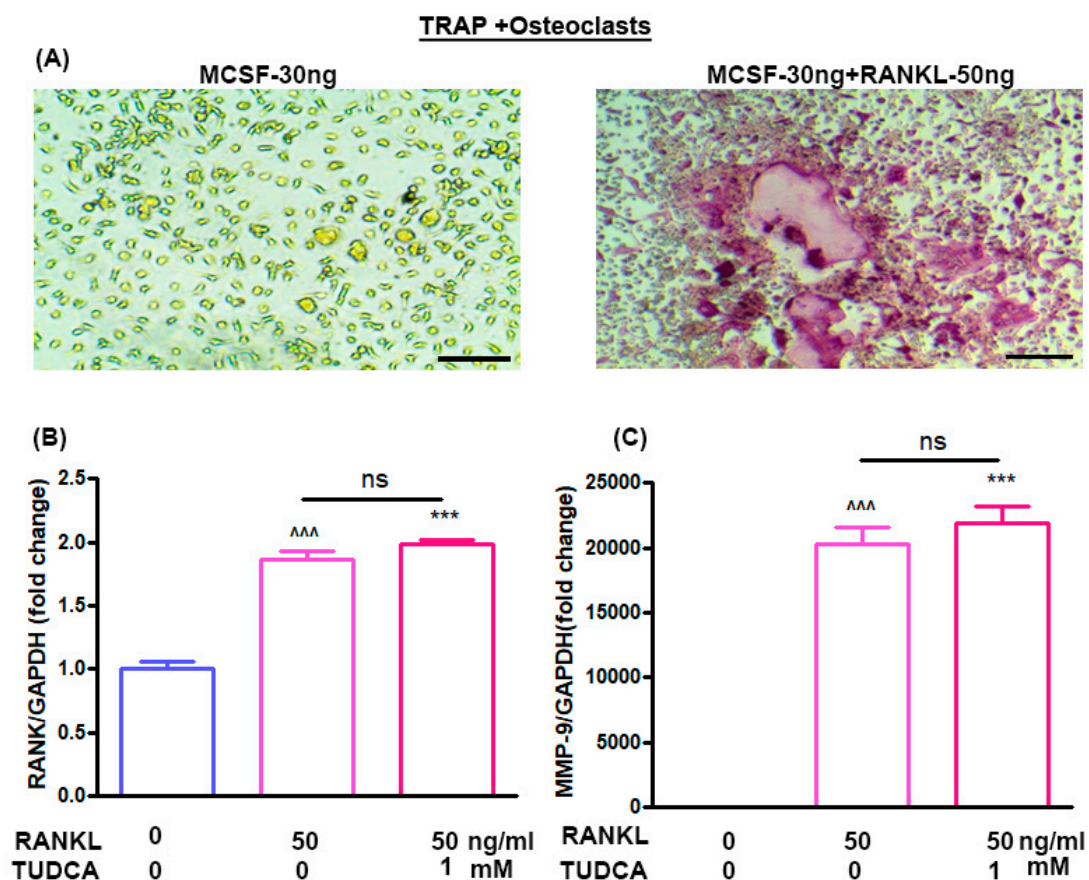 TRAP +Osteoclasts
(A)
MCSF-30ng
MCSF-30ng+RANKL-50ng
(B)
RANK/GAPDH (fold change)
2.5
2.0
1.5
1.0
0.5
0.0
ns
^^^
***
RANKL 0 50 50 ng/ml
TUDCA 0 0 1 mM
(C)
MMP-9/GAPDH(fold change)
25000
20000
15000
10000
5000
0
ns
^^^
***
RANKL 0 50 50 ng/ml
TUDCA 0 0 1 mM